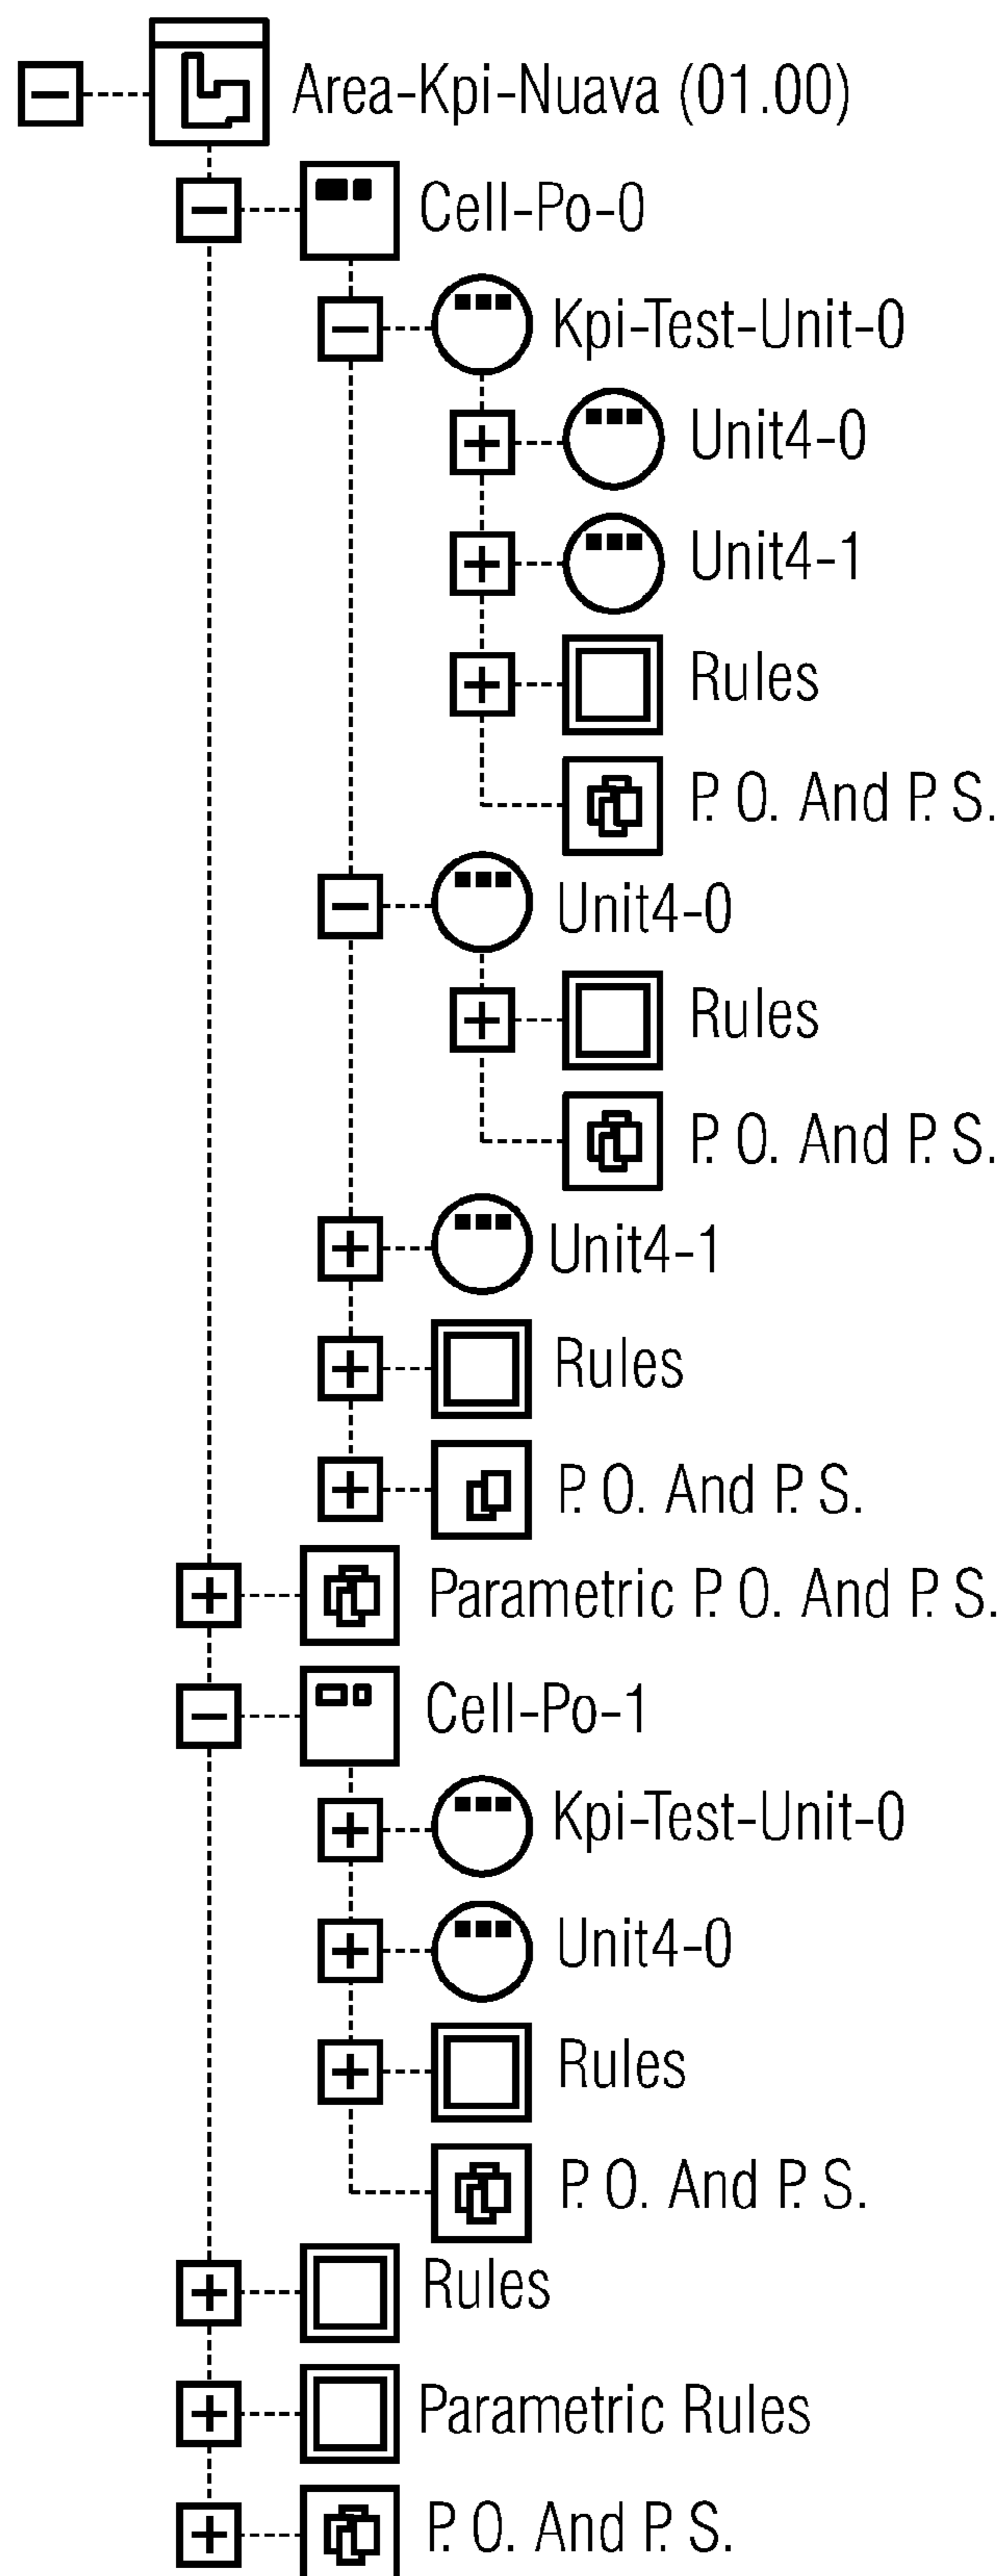 Area-Kpi-Nuava (01.00)
Cell-Po-0
Kpi-Test-Unit-0
Unit4-0
Unit4-1
Rules
P. O. And P. S.
Unit4-0
Rules
P. O. And P. S.
Unit4-1
Rules
P. O. And P. S.
Parametric P. O. And P. S.
Cell-Po-1
Kpi-Test-Unit-0
Unit4-0
Rules
P. O. And P. S.
Rules
Parametric Rules
P. O. And P. S.